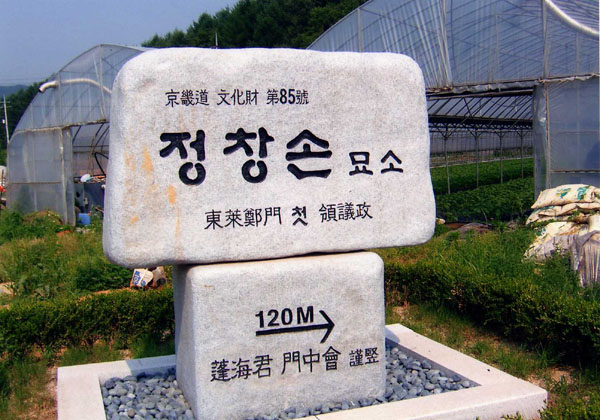 京畿道 文化財 第85號
정창손 묘소
東萊鄭門 첫 領議政
120M →
蓬海君 門中會 謹竪